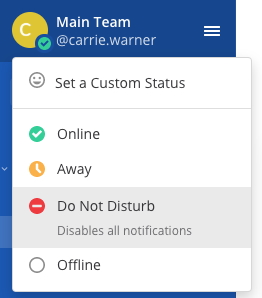 C
Main Team
@carrie.warner
Set a Custom Status
Online
Away
Do Not Disturb
Disables all notifications
Offline